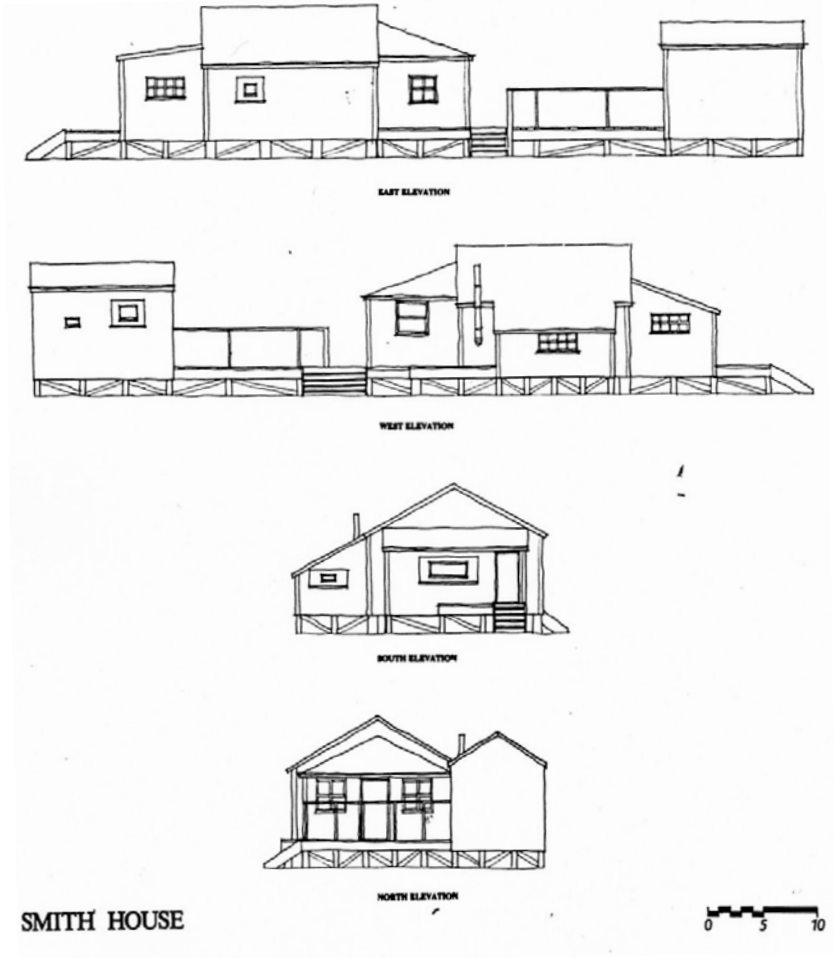 EAST ELEVATION
WEST ELEVATION
SOUTH ELEVATION
NORTH ELEVATION
SMITH HOUSE
0 5 10